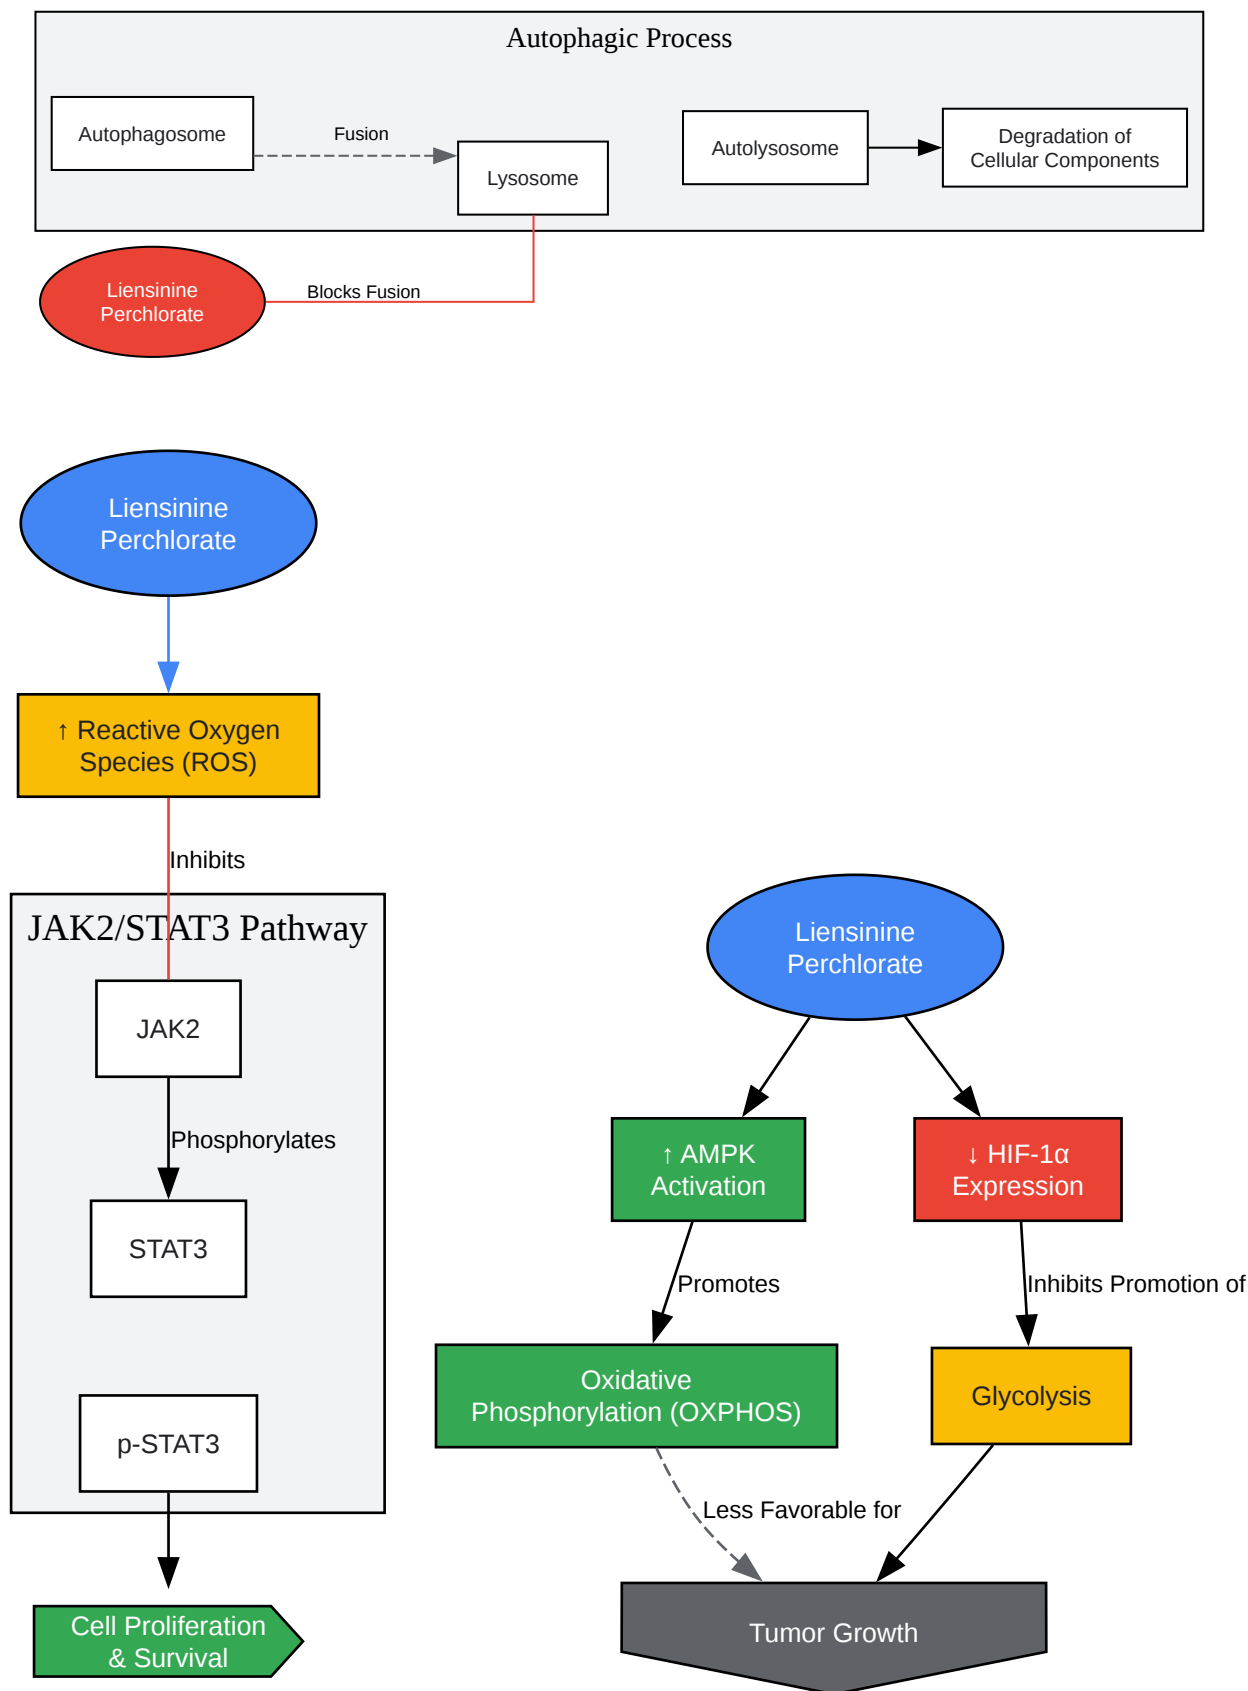 Autophagic Process
Autophagosome
Fusion
Lysosome
Autolysosome
Degradation of
Cellular Components
Liensinine
Perchlorate
Blocks Fusion
Liensinine
Perchlorate
↑ Reactive Oxygen
Species (ROS)
Inhibits
JAK2/STAT3 Pathway
JAK2
Phosphorylates
STAT3
p-STAT3
Cell Proliferation
& Survival
Liensinine
Perchlorate
↑ AMPK
Activation
↓ HIF-1α
Expression
Promotes
Inhibits Promotion of
Oxidative
Phosphorylation (OXPHOS)
Glycolysis
Less Favorable for
Tumor Growth